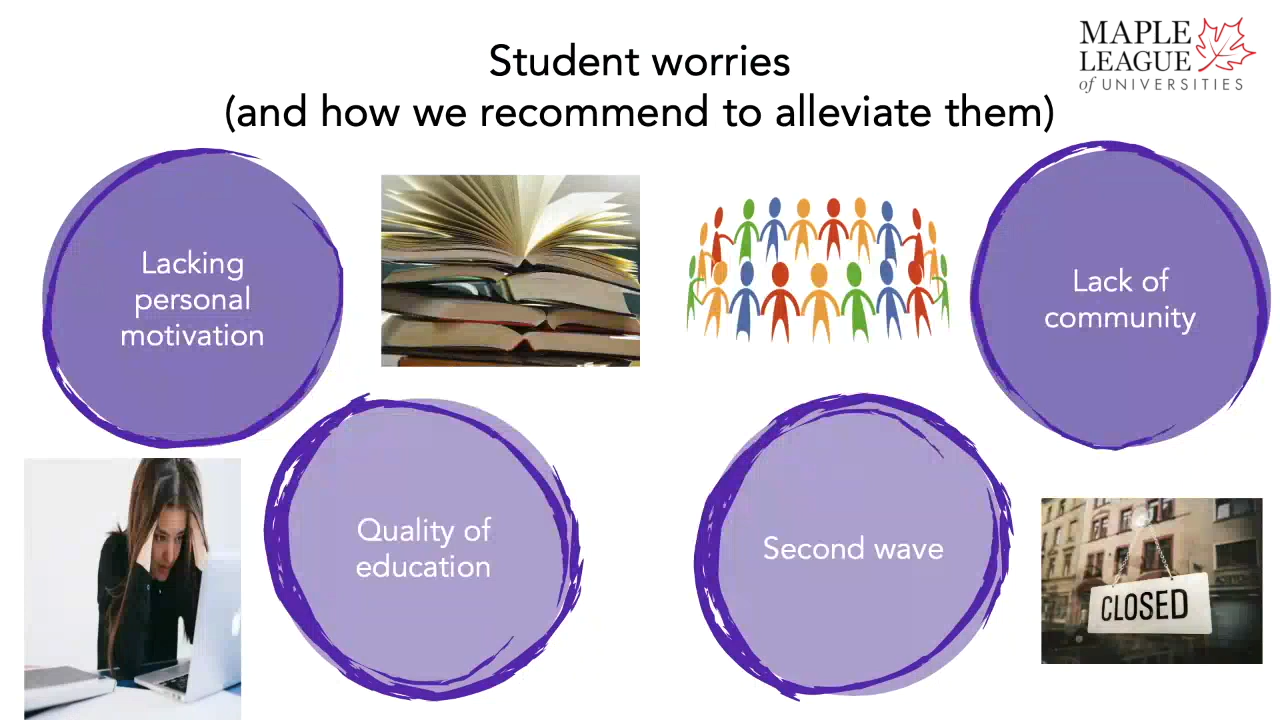 Student worries
(and how we recommend to alleviate them)
MAPLE
LEAGUE
of UNIVERSITIES
Lacking
personal
motivation
Lack of
community
Quality of
education
Second wave
CLOSED